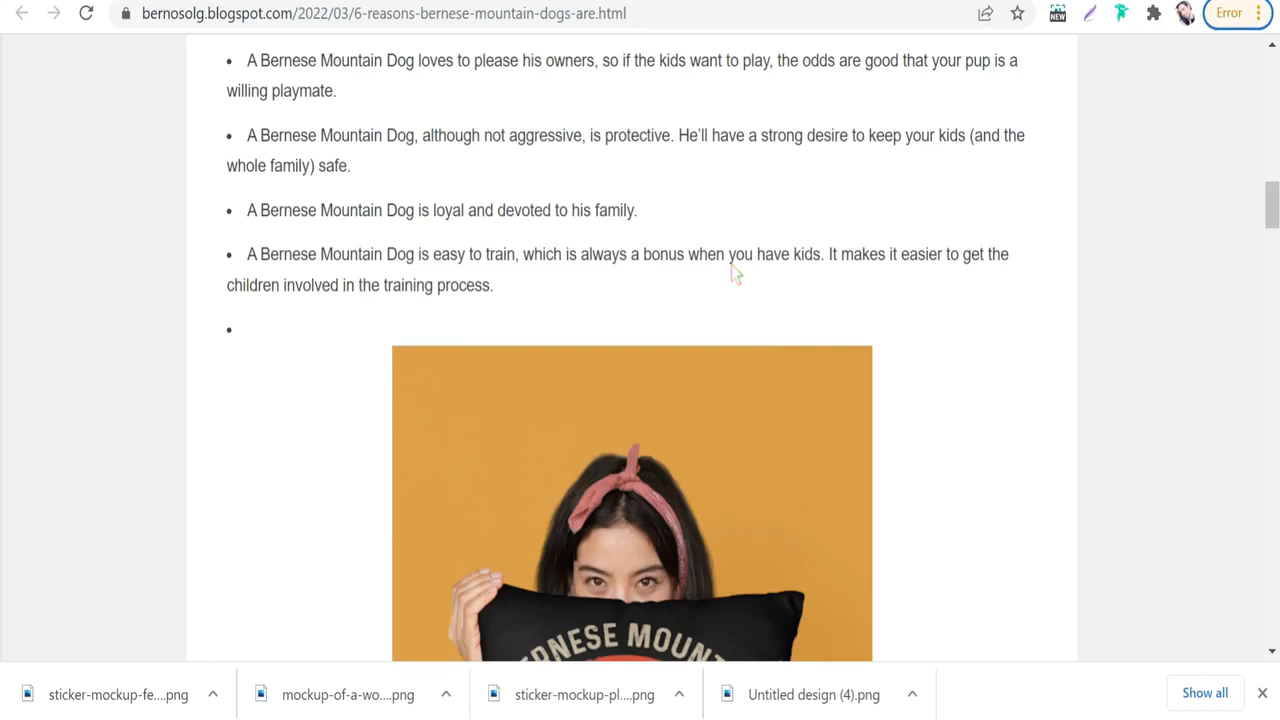 bernosolg.blogspot.com/2022/03/6-reasons-bernese-mountain-dogs-are.html
NEW
Error
• A Bernese Mountain Dog loves to please his owners, so if the kids want to play, the odds are good that your pup is a
willing playmate.
• A Bernese Mountain Dog, although not aggressive, is protective. He'll have a strong desire to keep your kids (and the
whole family) safe.
• A Bernese Mountain Dog is loyal and devoted to his family.
• A Bernese Mountain Dog is easy to train, which is always a bonus when you have kids. It makes it easier to get the
children involved in the training process.
•
ERNESE MOUNT
sticker-mockup-fe....png
mockup-of-a-wo....png
sticker-mockup-pl....png
Untitled design (4).png
Show all